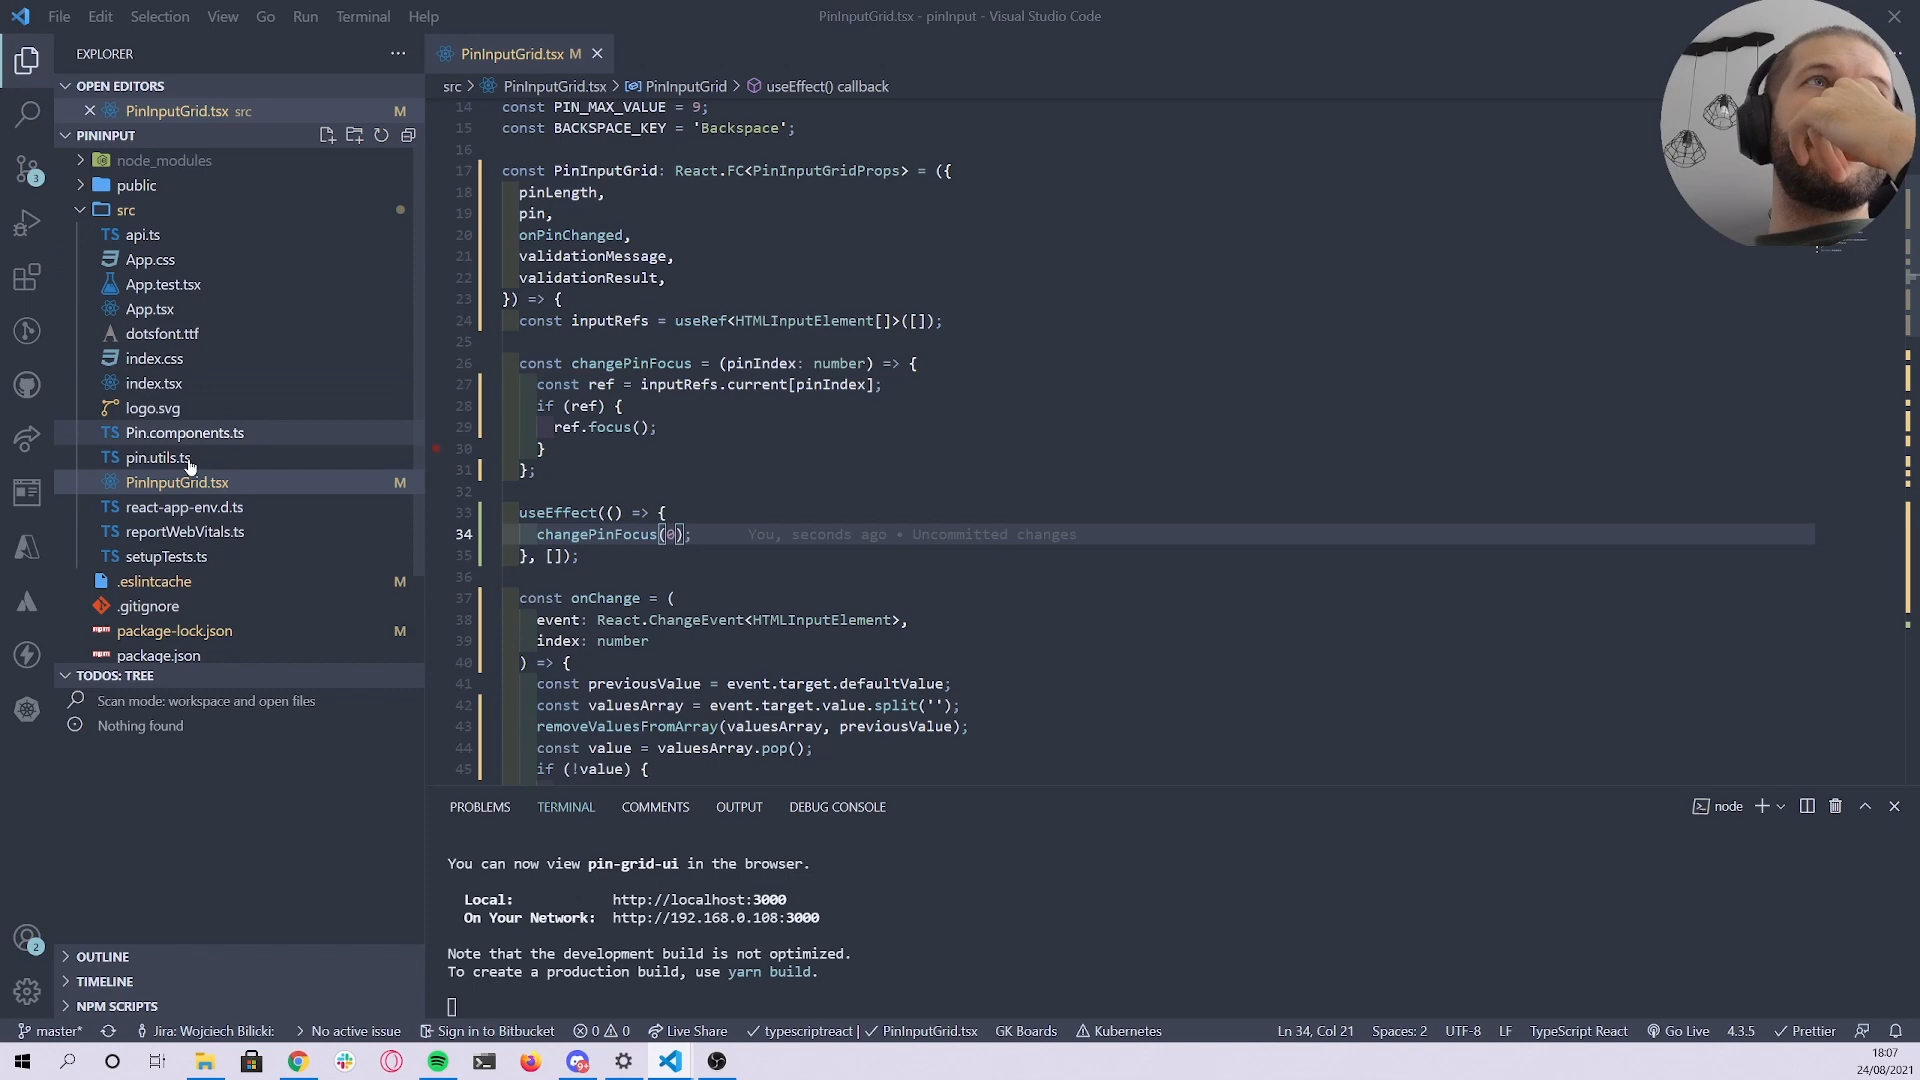 File Edit Selection View Go Run Terminal Help
PinInputGrid.tsx - pinInput - Visual Studio Code
EXPLORER
OPEN EDITORS
PinInputGrid.tsx src M
PININPUT
node_modules
public
src
TS api.ts
App.css
App.test.tsx
App.tsx
A dotsfont.ttf
index.css
index.tsx
logo.svg
TS Pin.components.ts
TS pin.utils.ts
PinInputGrid.tsx M
TS react-app-env.d.ts
TS reportWebVitals.ts
TS setupTests.ts
.eslintcache M
.gitignore
npm package-lock.json M
npm package.json
TODOS: TREE
Scan mode: workspace and open files
Nothing found
OUTLINE
TIMELINE
NPM SCRIPTS
3
2
PinInputGrid.tsx M
src > PinInputGrid.tsx > PinInputGrid > useEffect() callback
14 const PIN_MAX_VALUE = 9;
15 const BACKSPACE_KEY = 'Backspace';
16
17 const PinInputGrid: React.FC<PinInputGridProps> = ({
18 pinLength,
19 pin,
20 onPinChanged,
21 validationMessage,
22 validationResult,
23 }) => {
24 const inputRefs = useRef<HTMLInputElement[]>([]);
25
26 const changePinFocus = (pinIndex: number) => {
27 const ref = inputRefs.current[pinIndex];
28 if (ref) {
29 ref.focus();
30 }
31 };
32
33 useEffect(() => {
34 changePinFocus(0); You, seconds ago • Uncommitted changes
35 }, []);
36
37 const onChange = (
38 event: React.ChangeEvent<HTMLInputElement>,
39 index: number
40 ) => {
41 const previousValue = event.target.defaultValue;
42 const valuesArray = event.target.value.split('');
43 removeValuesFromArray(valuesArray, previousValue);
44 const value = valuesArray.pop();
45 if (!value) {
PROBLEMS TERMINAL COMMENTS OUTPUT DEBUG CONSOLE
node
You can now view pin-grid-ui in the browser.
Local: http://localhost:3000
On Your Network: http://192.168.0.108:3000
Note that the development build is not optimized.
To create a production build, use yarn build.
master* Jira: Wojciech Bilicki: No active issue Sign in to Bitbucket 0 0 Live Share typescriptreact | PinInputGrid.tsx GK Boards Kubernetes Ln 34, Col 21 Spaces: 2 UTF-8 LF TypeScript React Go Live 4.3.5 Prettier
9+
18:07
24/08/2021